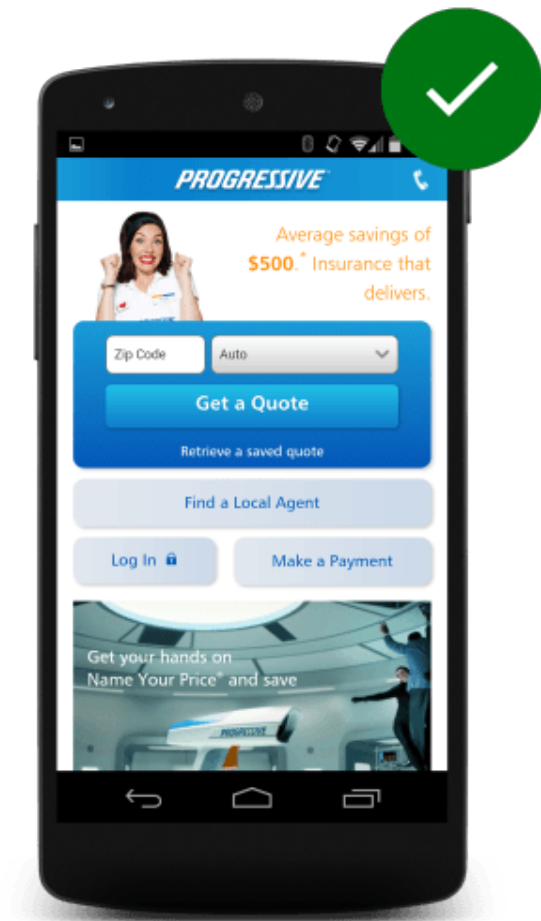 PROGRESSIVE
Average savings of
$500.* Insurance that
delivers.
Zip Code
Auto
Get a Quote
Retrieve a saved quote
Find a Local Agent
Log In
Make a Payment
Get your hands on
Name Your Price® and save
PROGRESSIVE